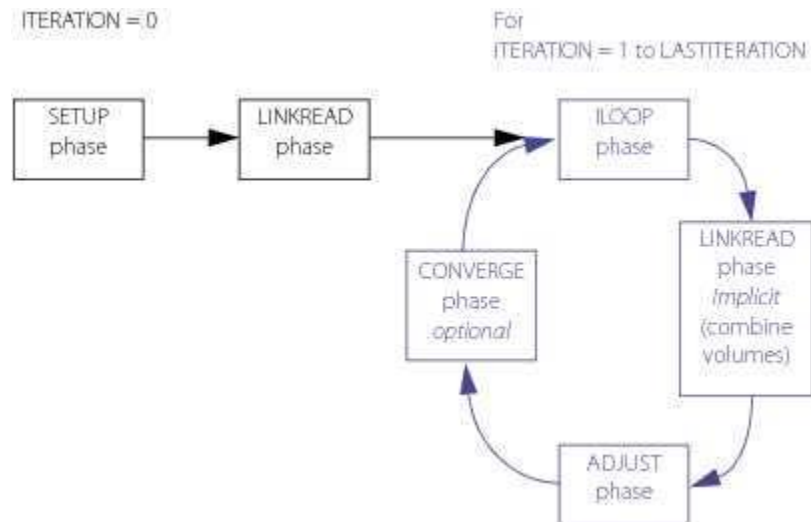 ITERATION = 0
For
ITERATION = 1 to LASTITERATION
SETUP
phase
LINKREAD
phase
ILOOP
phase
LINKREAD
phase
implicit
(combine
volumes)
ADJUST
phase
CONVERGE
phase
optional